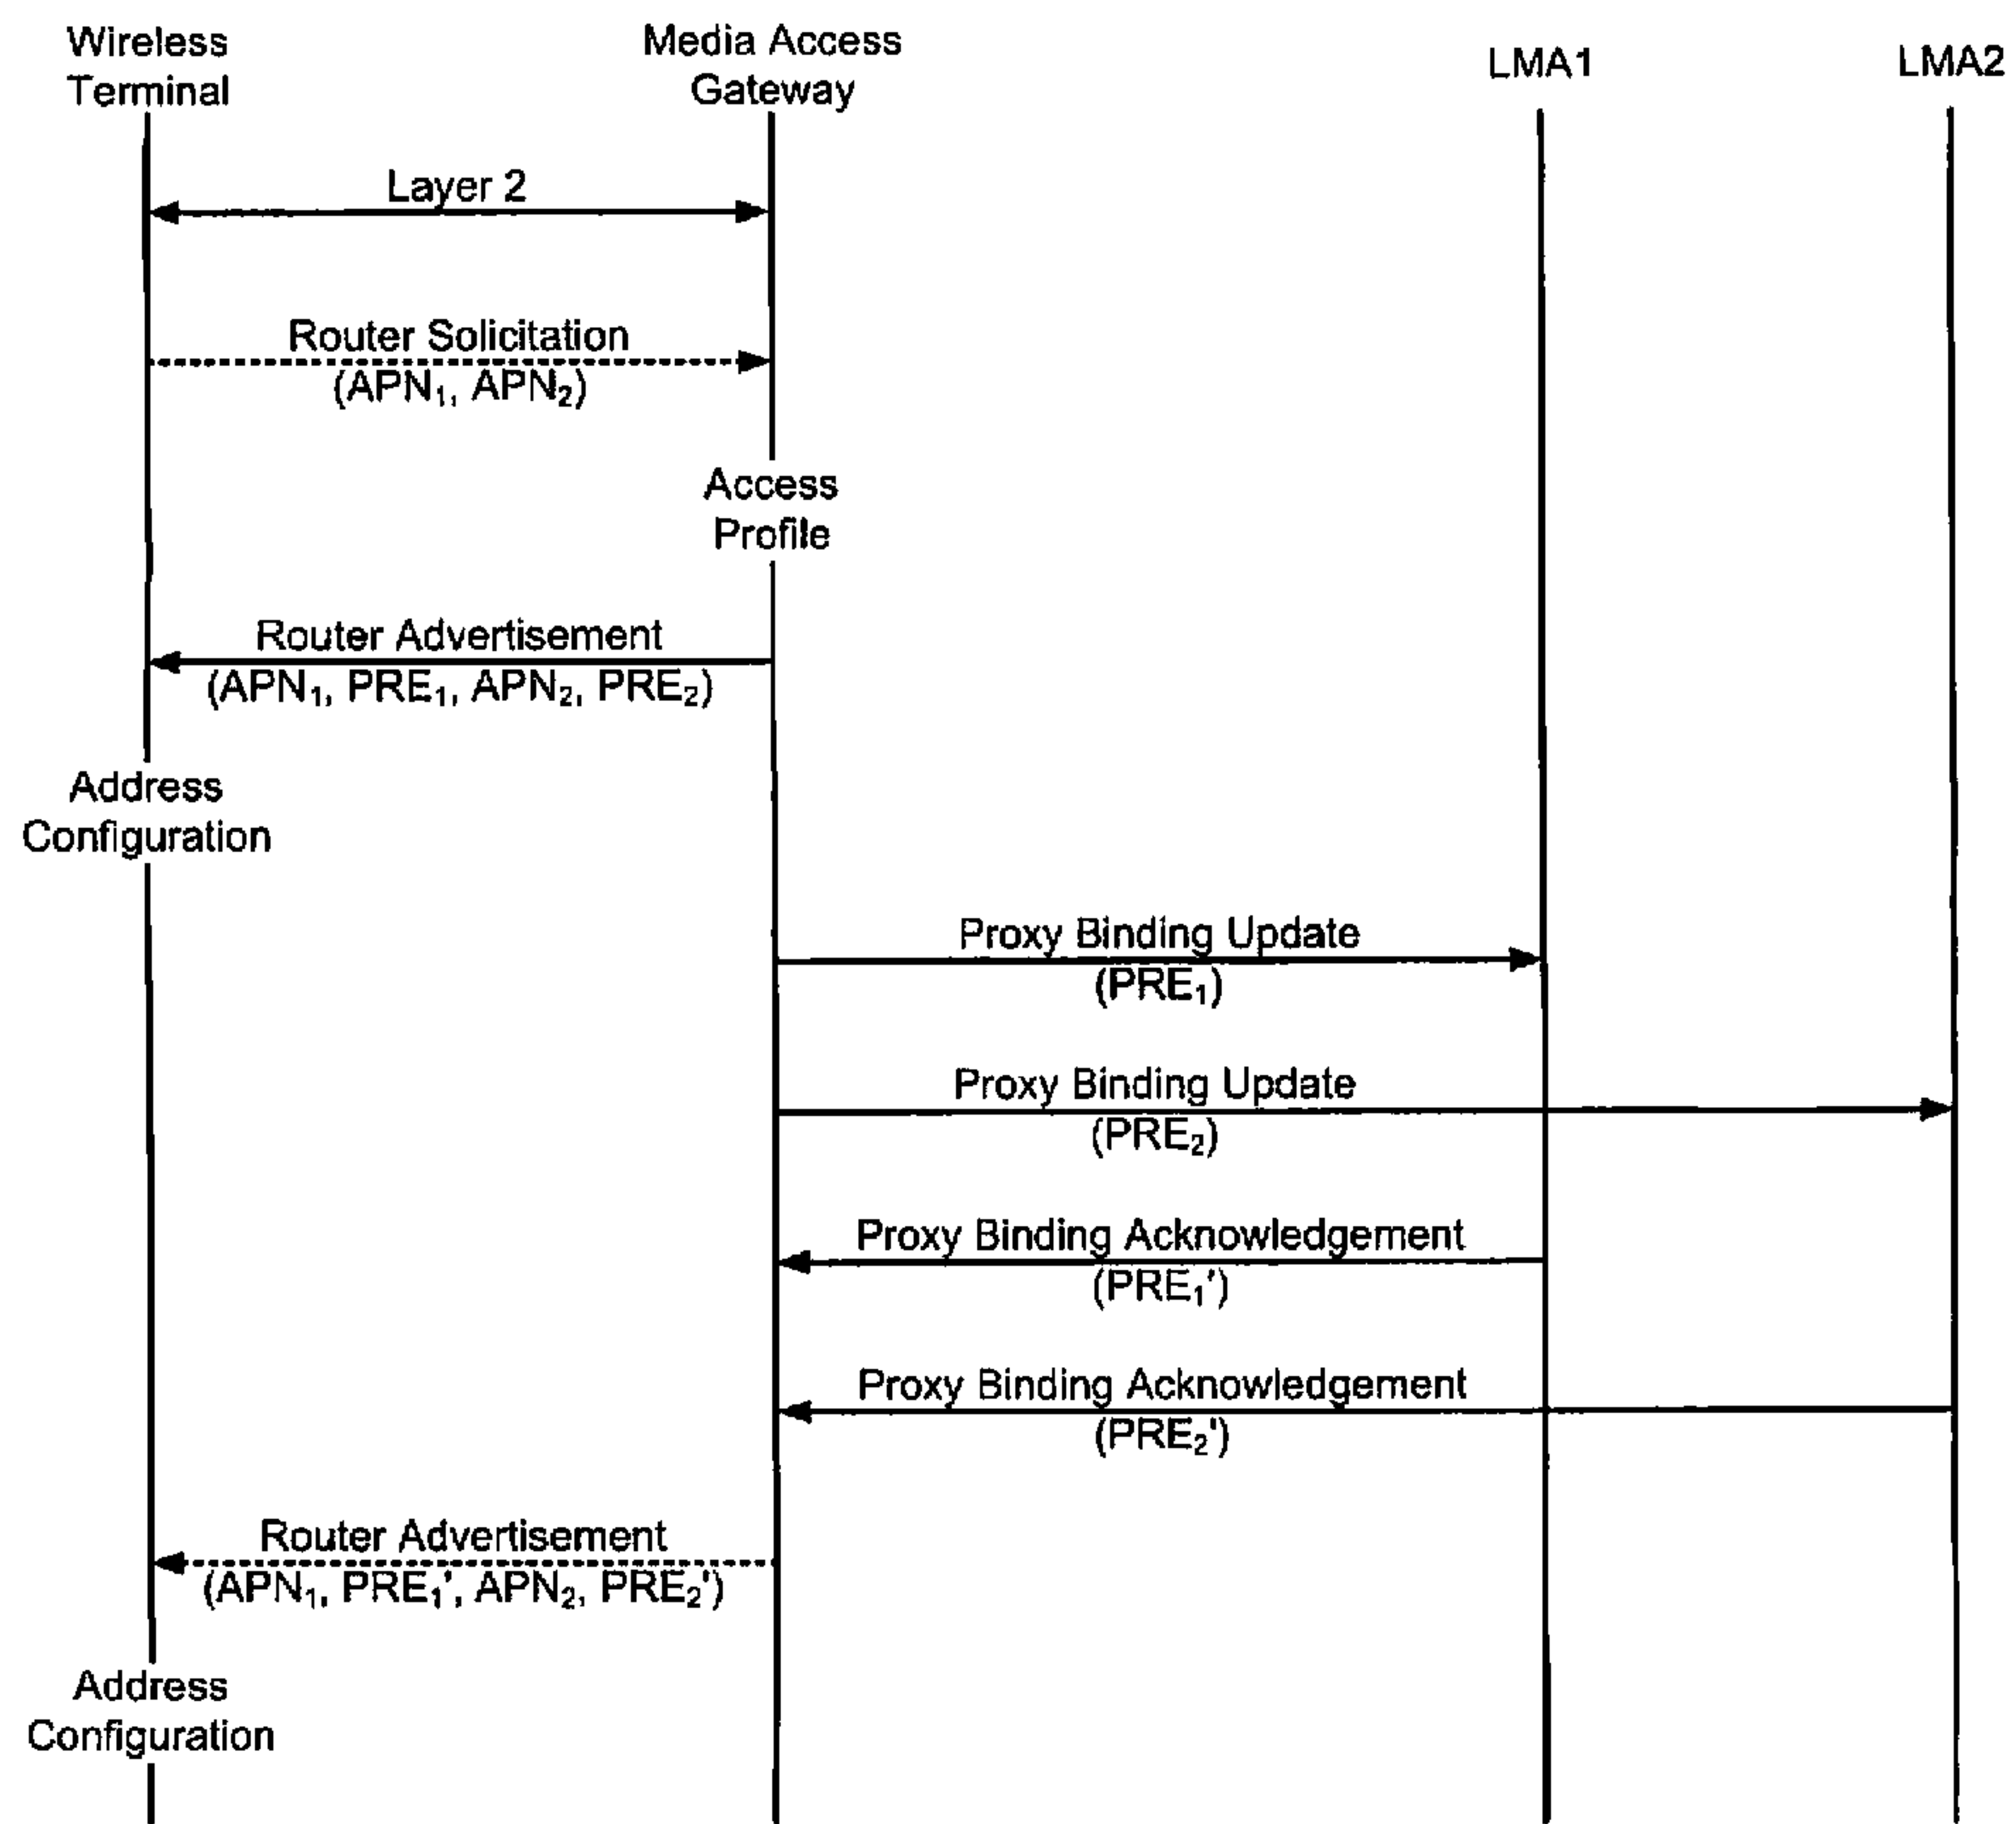 Wireless
Terminal
Media Access
Gateway
LMA1
LMA2
Layer 2
Router Solicitation
(APN₁, APN₂)
Access
Profile
Router Advertisement
(APN₁, PRE₁, APN₂, PRE₂)
Address
Configuration
Proxy Binding Update
(PRE₁)
Proxy Binding Update
(PRE₂)
Proxy Binding Acknowledgement
(PRE₁')
Proxy Binding Acknowledgement
(PRE₂')
Router Advertisement
(APN₁, PRE₁', APN₂, PRE₂')
Address
Configuration